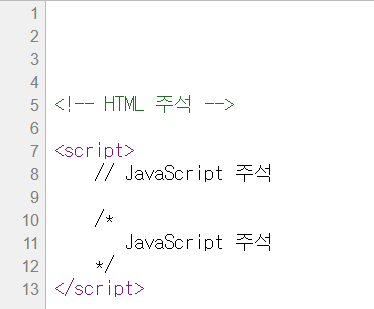 1
2
3
4
5 <!-- HTML 주석 -->
6
7 <script>
8 // JavaScript 주석
9
10 /*
11 JavaScript 주석
12 */
13 </script>